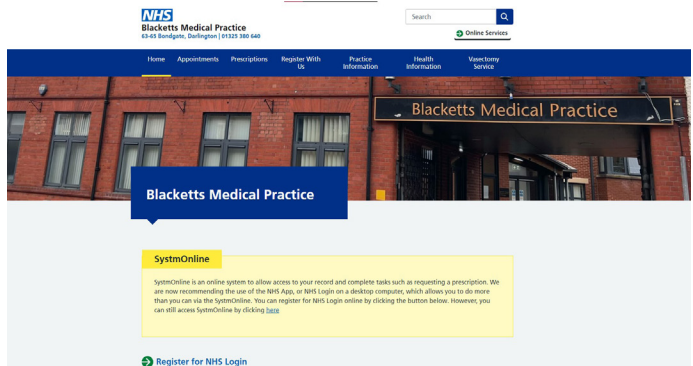 NHS
Blacketts Medical Practice
63-65 Bondgate, Darlington | 01325 380 640
Search
Online Services
Home Appointments Prescriptions Register With Us Practice Information Health Information Vasectomy Service
Blacketts Medical Practice
Blacketts Medical Practice
SystmOnline
SystmOnline is an online system to allow access to your record and complete tasks such as requesting a prescription. We
are now recommending the use of the NHS App, or NHS Login on a desktop computer, which allows you to do more
than you can via the SystmOnline. You can register for NHS Login online by clicking the button below. However, you
can still access SystmOnline by clicking here
Register for NHS Login